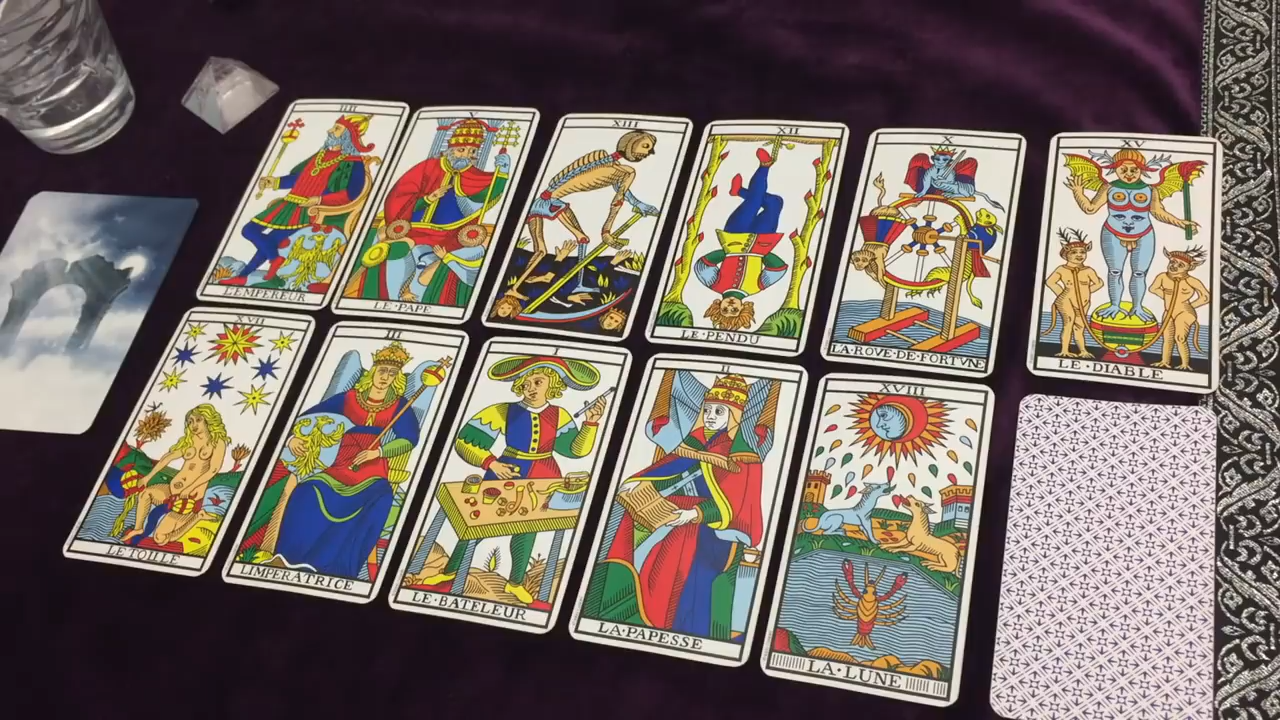 IIII
L'EMPEREUR
V
LE·PAPE
XIII
XII
LE·PENDU
X
LA·ROVE·DE·FORTVNE
XV
LE·DIABLE
XVII
LE·TOILLE
III
L'IMPERATRICE
I
LE·BATELEUR
II
LA·PAPESSE
XVIII
LA·LUNE